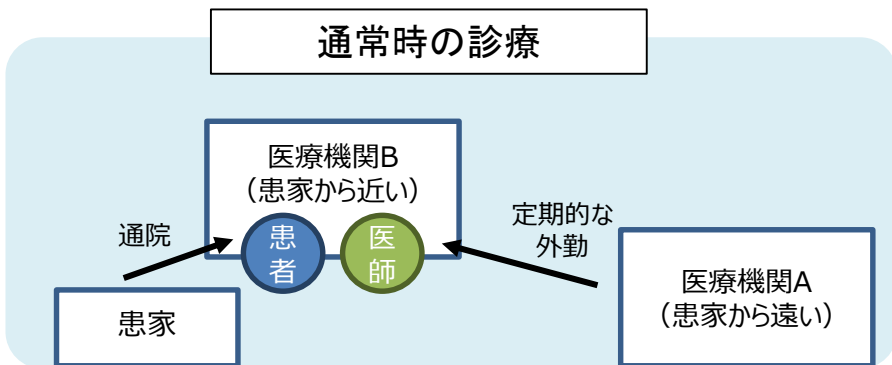 通常時の診療
医療機関B
（患家から近い）
患
者
医
師
通院
定期的な
外勤
患家
医療機関A
（患家から遠い）